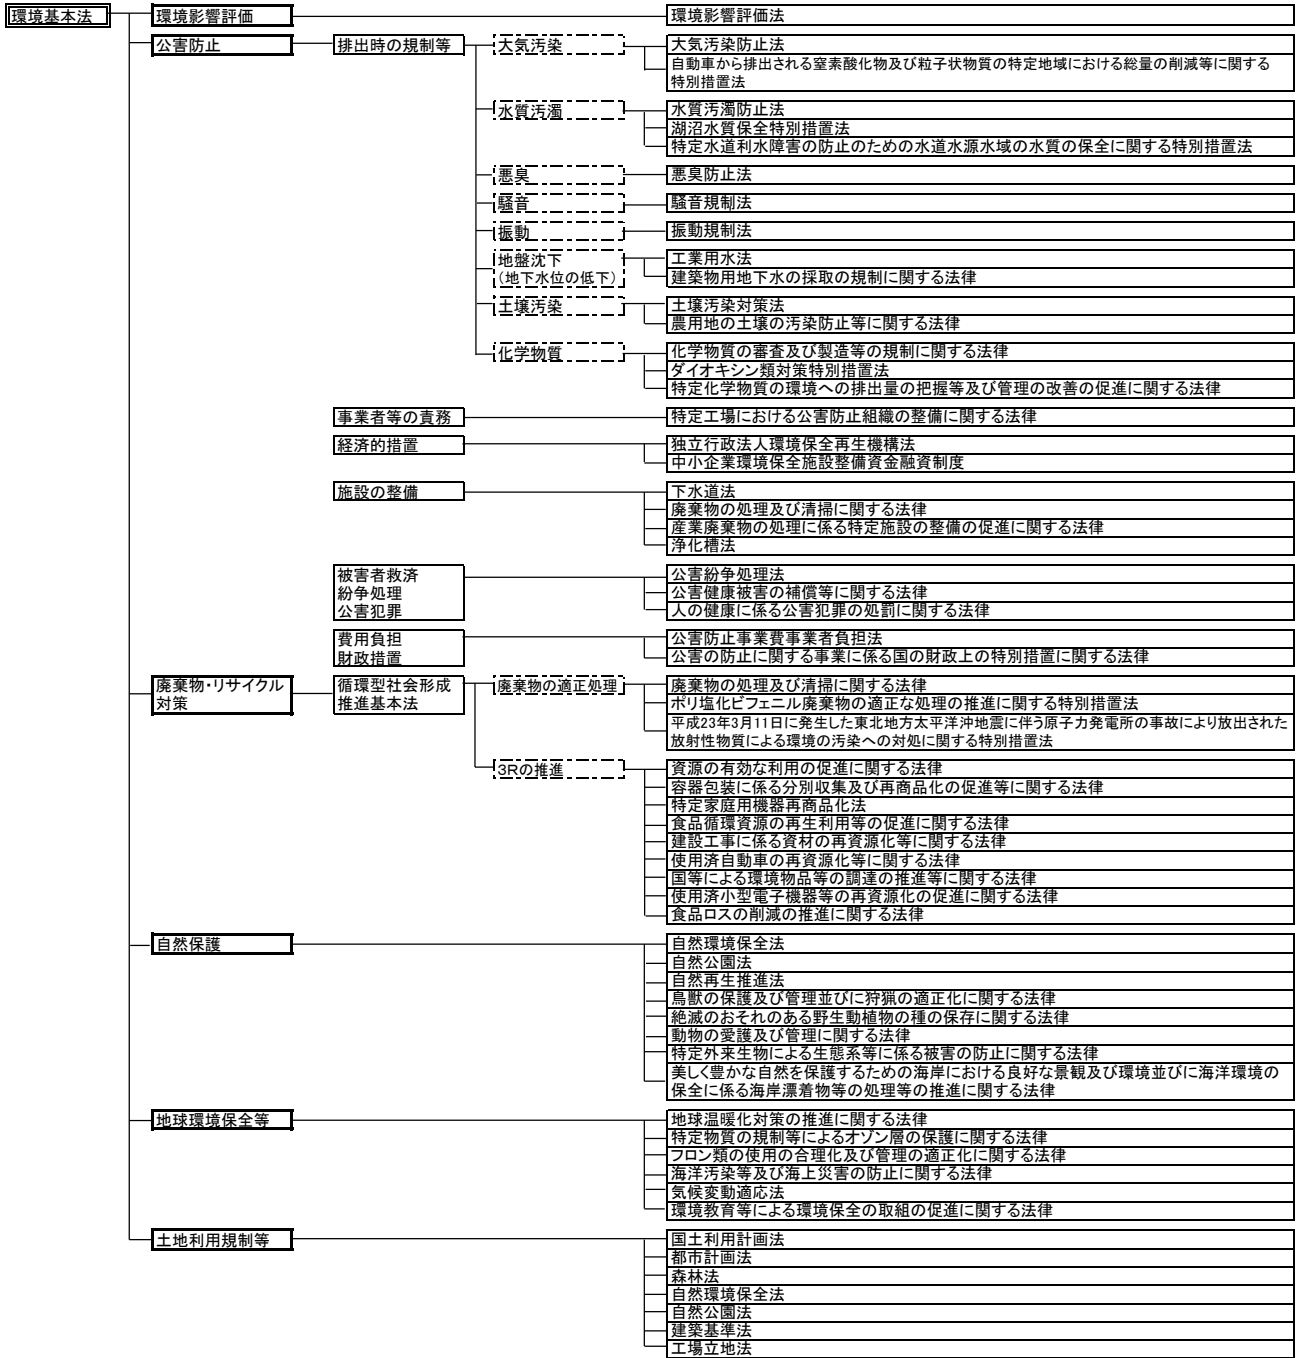 環境基本法
環境影響評価
環境影響評価法
公害防止
排出時の規制等
大気汚染
大気汚染防止法
自動車から排出される窒素酸化物及び粒子状物質の特定地域における総量の削減等に関する
特別措置法
水質汚濁
水質汚濁防止法
湖沼水質保全特別措置法
特定水道利水障害の防止のための水道水源水域の水質の保全に関する特別措置法
悪臭
悪臭防止法
騒音
騒音規制法
振動
振動規制法
地盤沈下
（地下水位の低下）
工業用水法
建築物用地下水の採取の規制に関する法律
土壌汚染
土壌汚染対策法
農用地の土壌の汚染防止等に関する法律
化学物質
化学物質の審査及び製造等の規制に関する法律
ダイオキシン類対策特別措置法
特定化学物質の環境への排出量の把握等及び管理の改善の促進に関する法律
事業者等の責務
特定工場における公害防止組織の整備に関する法律
経済的措置
独立行政法人環境保全再生機構法
中小企業環境保全施設整備資金融資制度
施設の整備
下水道法
廃棄物の処理及び清掃に関する法律
産業廃棄物の処理に係る特定施設の整備の促進に関する法律
浄化槽法
被害者救済
紛争処理
公害犯罪
公害紛争処理法
公害健康被害の補償等に関する法律
人の健康に係る公害犯罪の処罰に関する法律
費用負担
財政措置
公害防止事業費事業者負担法
公害の防止に関する事業に係る国の財政上の特別措置に関する法律
廃棄物・リサイクル
対策
循環型社会形成
推進基本法
廃棄物の適正処理
廃棄物の処理及び清掃に関する法律
ポリ塩化ビフェニル廃棄物の適正な処理の推進に関する特別措置法
平成23年3月11日に発生した東北地方太平洋沖地震に伴う原子力発電所の事故により放出された
放射性物質による環境の汚染への対処に関する特別措置法
3Rの推進
資源の有効な利用の促進に関する法律
容器包装に係る分別収集及び再商品化の促進等に関する法律
特定家庭用機器再商品化法
食品循環資源の再生利用等の促進に関する法律
建設工事に係る資材の再資源化等に関する法律
使用済自動車の再資源化等に関する法律
国等による環境物品等の調達の推進等に関する法律
使用済小型電子機器等の再資源化の促進に関する法律
食品ロスの削減の推進に関する法律
自然保護
自然環境保全法
自然公園法
自然再生推進法
鳥獣の保護及び管理並びに狩猟の適正化に関する法律
絶滅のおそれのある野生動植物の種の保存に関する法律
動物の愛護及び管理に関する法律
特定外来生物による生態系等に係る被害の防止に関する法律
美しく豊かな自然を保護するための海岸における良好な景観及び環境並びに海洋環境の
保全に係る海岸漂着物等の処理等の推進に関する法律
地球環境保全等
地球温暖化対策の推進に関する法律
特定物質の規制等によるオゾン層の保護に関する法律
フロン類の使用の合理化及び管理の適正化に関する法律
海洋汚染等及び海上災害の防止に関する法律
気候変動適応法
環境教育等による環境保全の取組の促進に関する法律
土地利用規制等
国土利用計画法
都市計画法
森林法
自然環境保全法
自然公園法
建築基準法
工場立地法